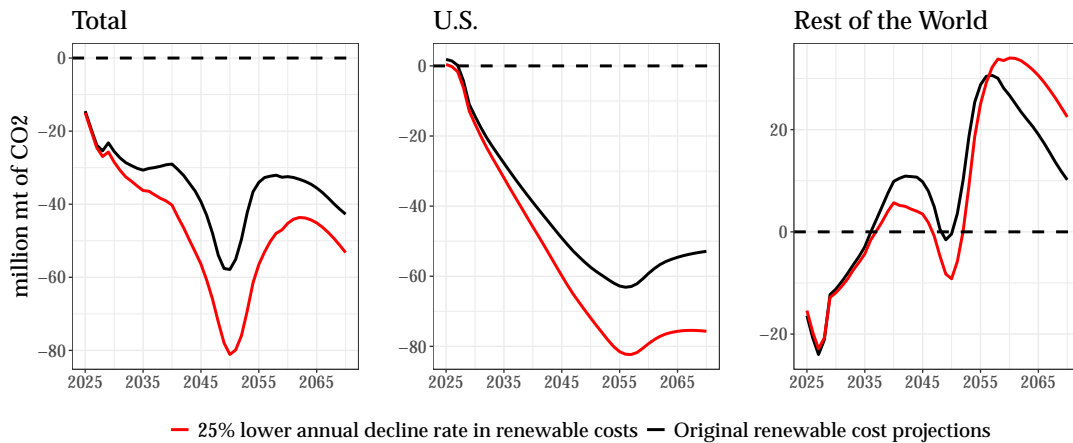 Total
U.S.
Rest of the World
million mt of CO2
0
−20
−40
−60
−80
2025 2035 2045 2055 2065
0
−20
−40
−60
−80
2025 2035 2045 2055 2065
20
0
−20
2025 2035 2045 2055 2065
25% lower annual decline rate in renewable costs Original renewable cost projections